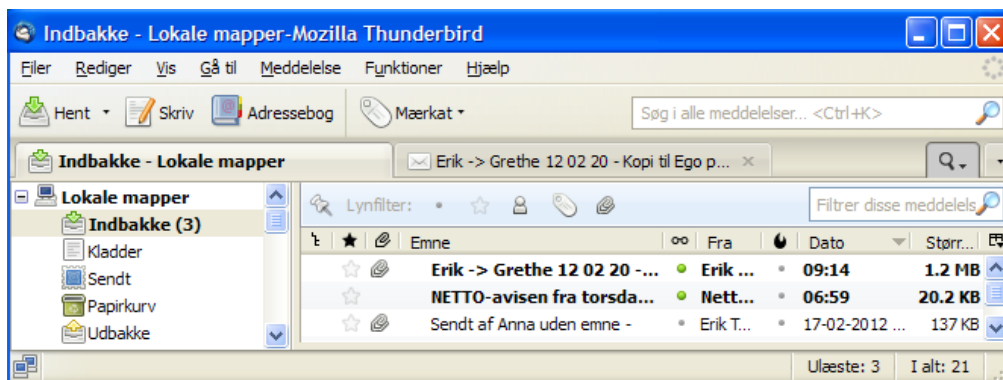 Indbakke - Lokale mapper-Mozilla Thunderbird
Filer Rediger Vis Gå til Meddelelse Funktioner Hjælp
Hent Skriv Adressebog Mærkat Søg i alle meddelelser... <Ctrl+K>
Indbakke - Lokale mapper Erik -> Grethe 12 02 20 - Kopi til Ego p...
Lokale mapper Lynfilter: Filtrer disse meddelels
Indbakke (3)
Emne Fra Dato Størr...
Kladder
Erik -> Grethe 12 02 20 -... Erik ... 09:14 1.2 MB
Sendt
NETTO-avisen fra torsda... Nett... 06:59 20.2 KB
Papirkurv
Sendt af Anna uden emne - Erik T... 17-02-2012 ... 137 KB
Udbakke
Ulæste: 3 I alt: 21